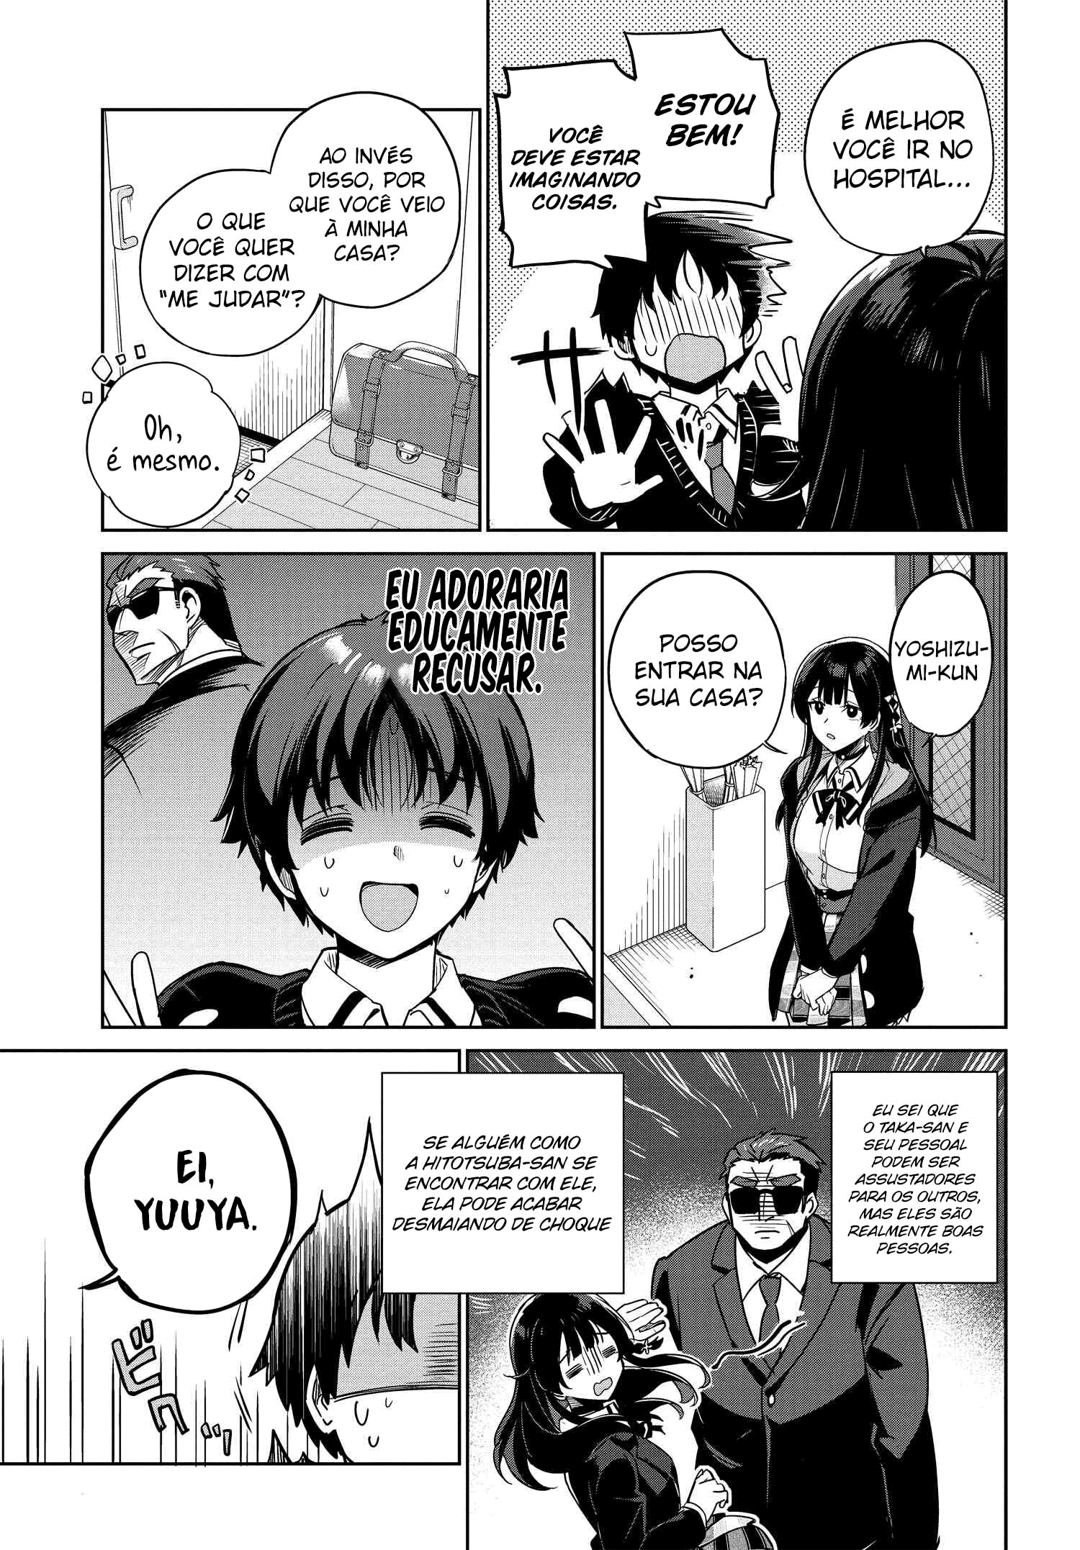 É MELHOR
VOCÊ IR NO
HOSPITAL...
ESTOU
BEM!
VOCÊ
DEVE ESTAR
IMAGINANDO
COISAS.
AO INVÉS
DISSO, POR
QUE VOCÊ VEIO
À MINHA
CASA?
O QUE
VOCÊ QUER
DIZER COM
"ME JUDAR"?
Oh,
é mesmo.
YOSHIZU-
MI-KUN
POSSO
ENTRAR NA
SUA CASA?
EU ADORARIA
EDUCAMENTE
RECUSAR.
EU SEI QUE
O TAKA-SAN E
SEU PESSOAL
PODEM SER
ASSUSTADORES
PARA OS OUTROS,
MAS ELES SÃO
REALMENTE BOAS
PESSOAS.
SE ALGUÉM COMO
A HITOTSUBA-SAN SE
ENCONTRAR COM ELE,
ELA PODE ACABAR
DESMAIANDO DE CHOQUE
EI,
YUUYA.
ビクッ